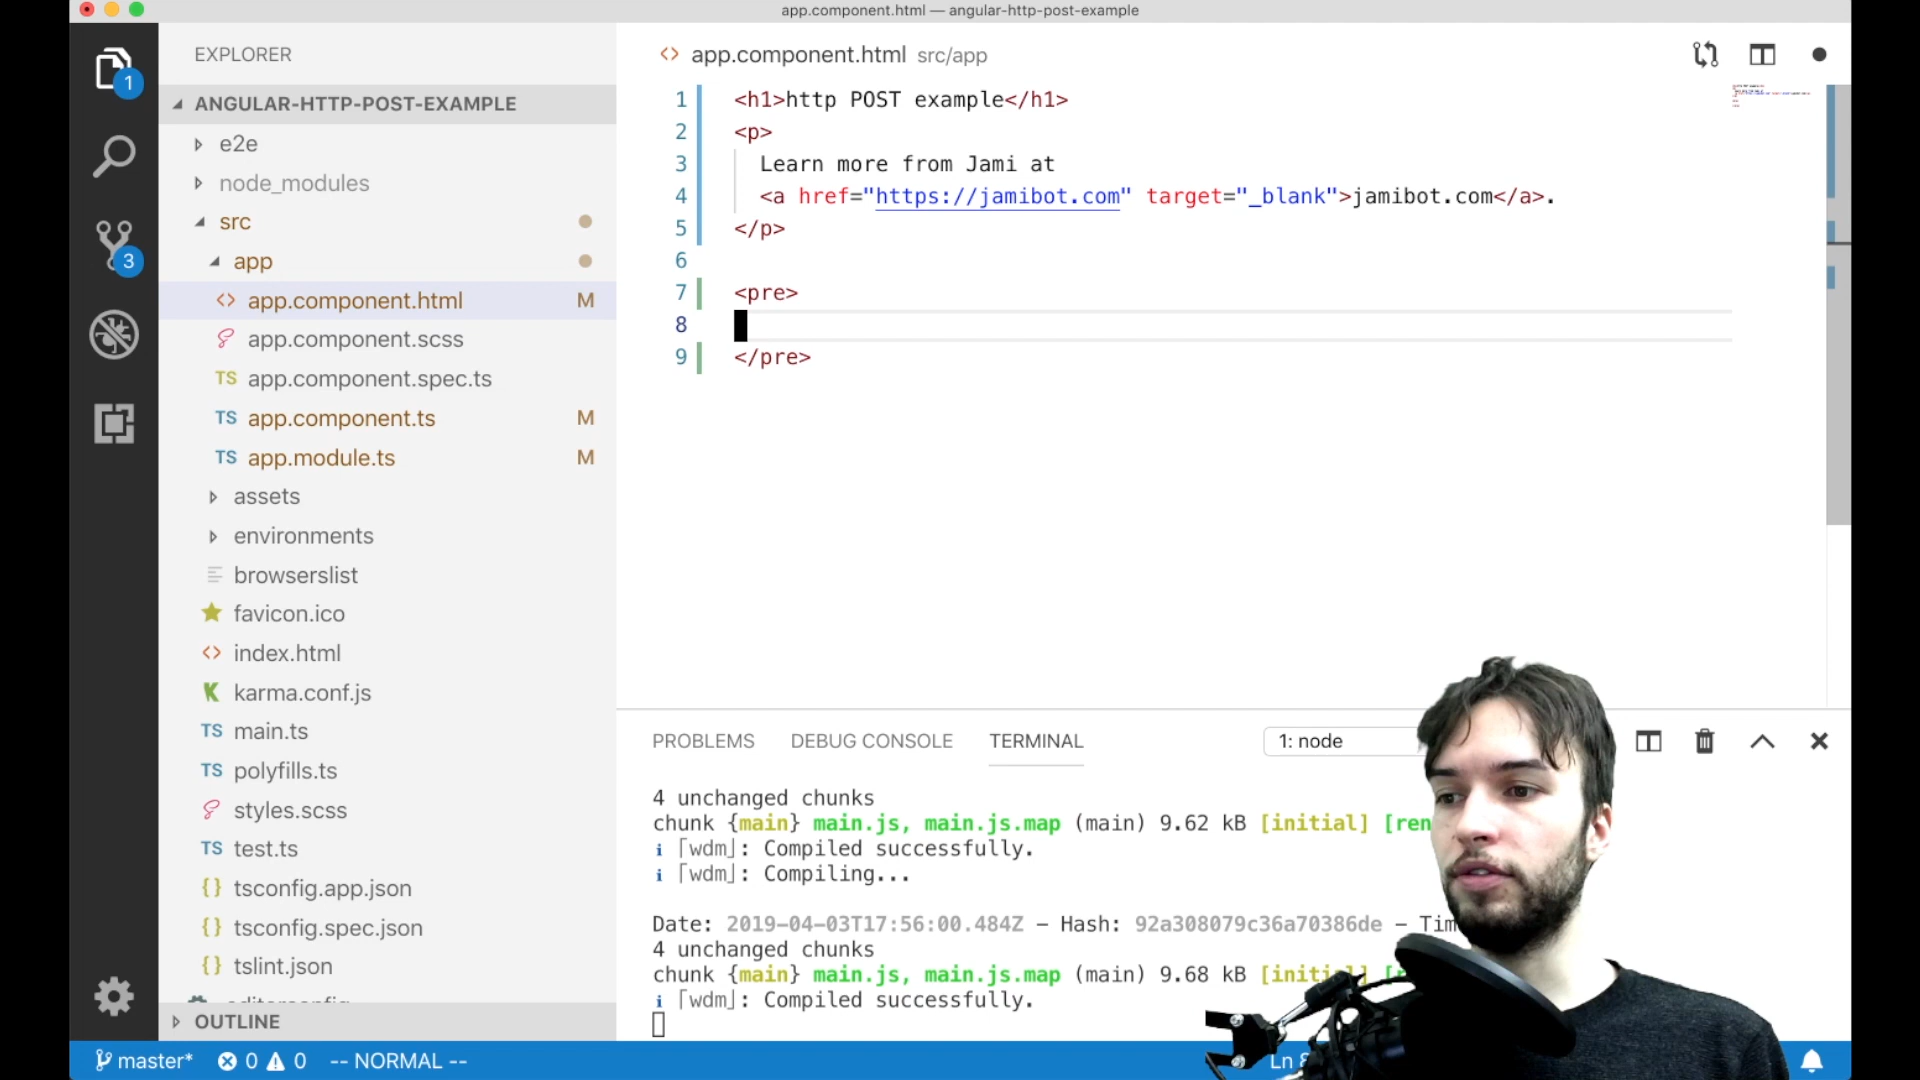 app.component.html — angular-http-post-example
EXPLORER
1
3
ANGULAR-HTTP-POST-EXAMPLE
e2e
node_modules
src
app
<> app.component.html M
app.component.scss
TS app.component.spec.ts
TS app.component.ts M
TS app.module.ts M
assets
environments
browserslist
favicon.ico
<> index.html
K karma.conf.js
TS main.ts
TS polyfills.ts
styles.scss
TS test.ts
{} tsconfig.app.json
{} tsconfig.spec.json
{} tslint.json
OUTLINE
<> app.component.html src/app
1 <h1>http POST example</h1>
2 <p>
3 Learn more from Jami at
4 <a href="https://jamibot.com" target="_blank">jamibot.com</a>.
5 </p>
6
7 <pre>
8
9 </pre>
PROBLEMS DEBUG CONSOLE TERMINAL 1: node
4 unchanged chunks
chunk {main} main.js, main.js.map (main) 9.62 kB [initial] [ren
i ｢wdm｣: Compiled successfully.
i ｢wdm｣: Compiling...
Date: 2019-04-03T17:56:00.484Z – Hash: 92a308079c36a70386de – Tim
4 unchanged chunks
chunk {main} main.js, main.js.map (main) 9.68 kB [initial]
i ｢wdm｣: Compiled successfully.
master* 0 0 -- NORMAL -- Ln